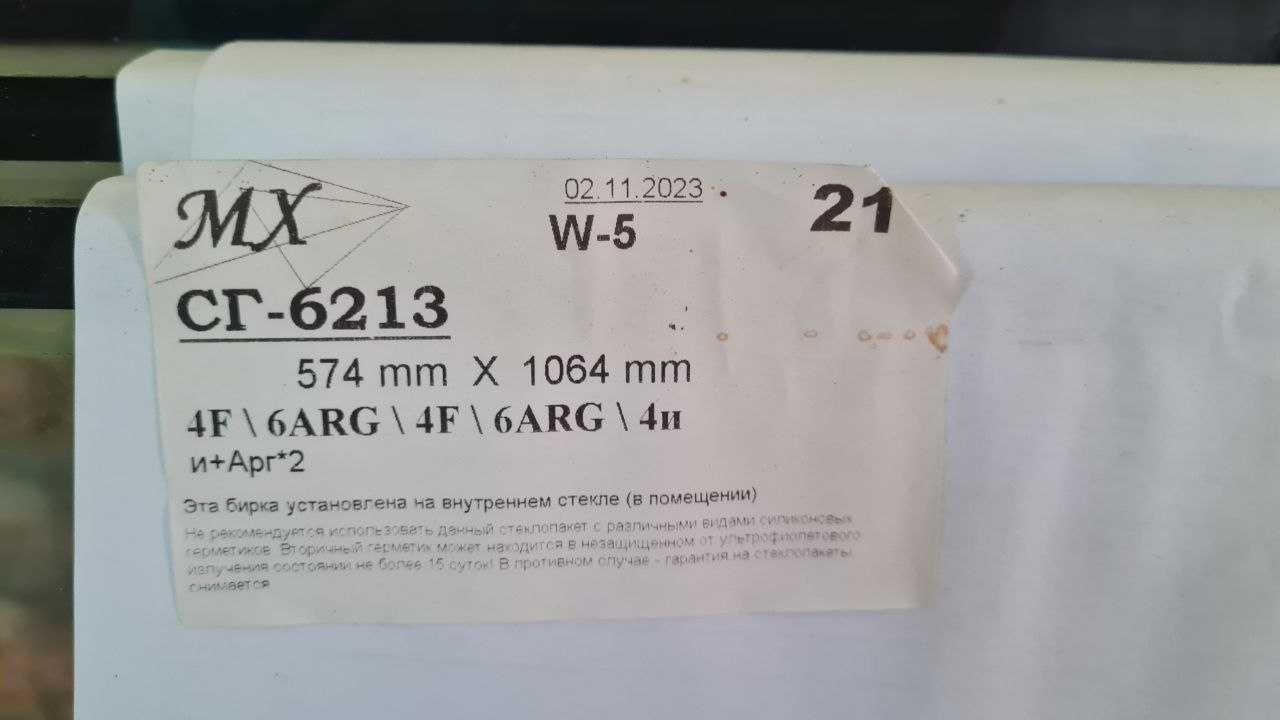 МХ
02.11.2023
W-5
21
СГ-6213
574 mm X 1064 mm
4F \ 6ARG \ 4F \ 6ARG \ 4и
и+Арг*2
Эта бирка установгена на внутреннем стекле (в помещении)
Не рекомендуется использовать данный стеклопакет с различными видами силиконовых
герметиков. Вторичный герметик может находится в незащищенном от ультрофиолетового
излучения состоянии не более 15 суток! В противном случае - гарантия на стеклопакеты
снимается